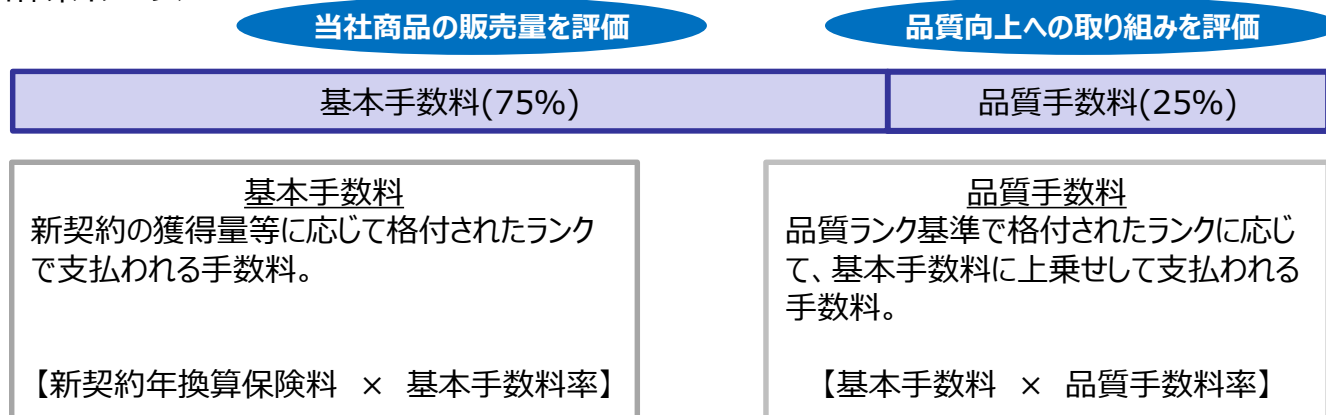 当社商品の販売量を評価
品質向上への取り組みを評価
基本手数料(75%)
品質手数料(25%)
基本手数料
新契約の獲得量等に応じて格付されたランク
で支払われる手数料。
【新契約年換算保険料 × 基本手数料率】
品質手数料
品質ランク基準で格付されたランクに応じ
て、基本手数料に上乗せして支払われる
手数料。
【基本手数料 × 品質手数料率】